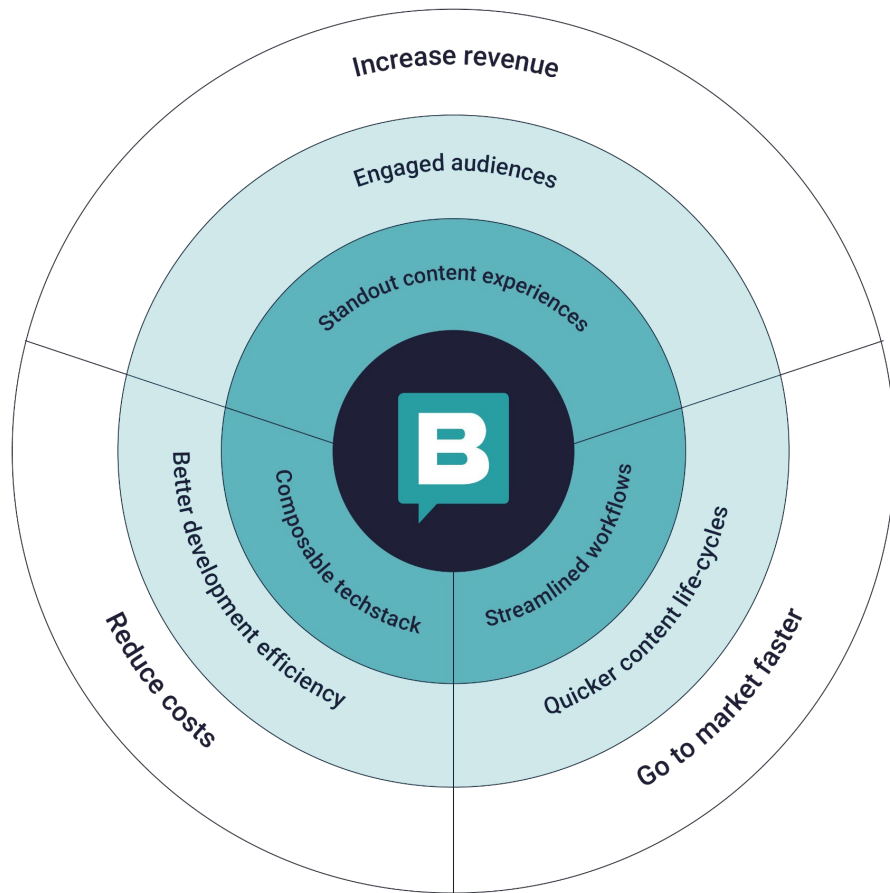 Increase revenue
Engaged audiences
Standout content experiences
B
Composable techstack
Streamlined workflows
Better development efficiency
Quicker content life-cycles
Reduce costs
Go to market faster